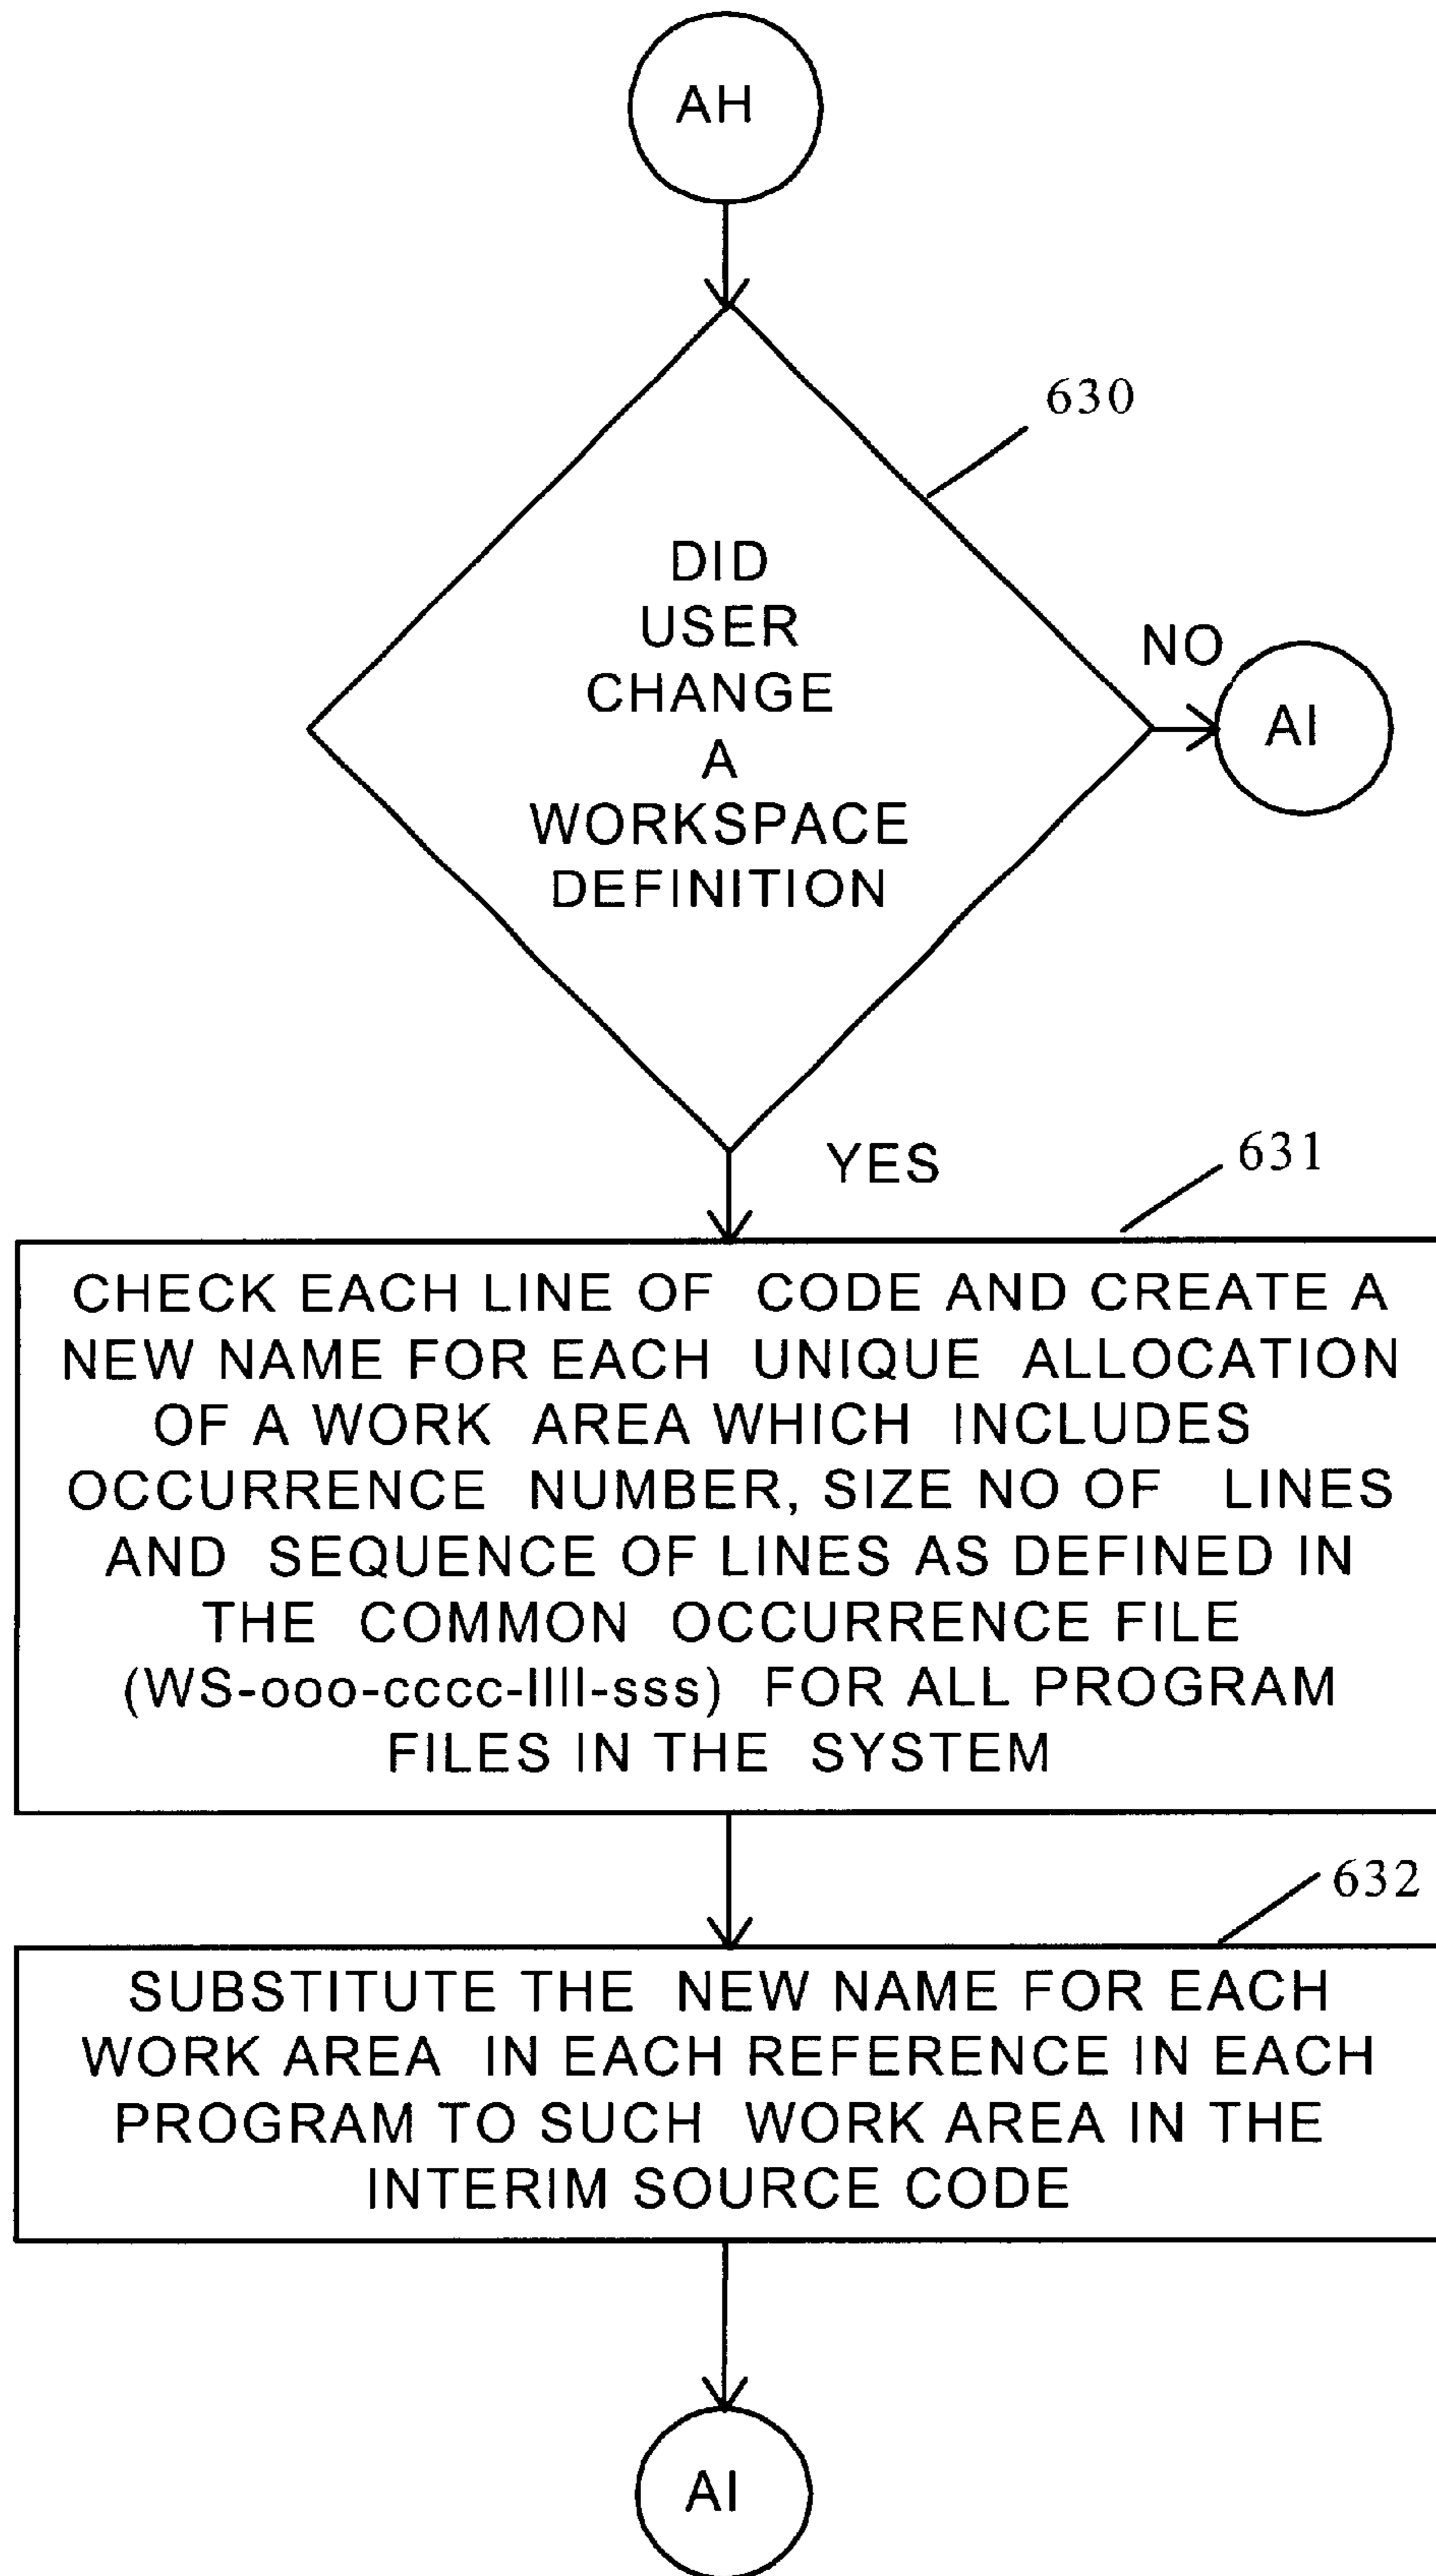 AH
630
DID
USER
CHANGE
A
WORKSPACE
DEFINITION
NO
AI
YES
631
CHECK EACH LINE OF CODE AND CREATE A
NEW NAME FOR EACH UNIQUE ALLOCATION
OF A WORK AREA WHICH INCLUDES
OCCURRENCE NUMBER, SIZE NO OF LINES
AND SEQUENCE OF LINES AS DEFINED IN
THE COMMON OCCURRENCE FILE
(WS-ooo-cccc-llll-sss) FOR ALL PROGRAM
FILES IN THE SYSTEM
632
SUBSTITUTE THE NEW NAME FOR EACH
WORK AREA IN EACH REFERENCE IN EACH
PROGRAM TO SUCH WORK AREA IN THE
INTERIM SOURCE CODE
AI